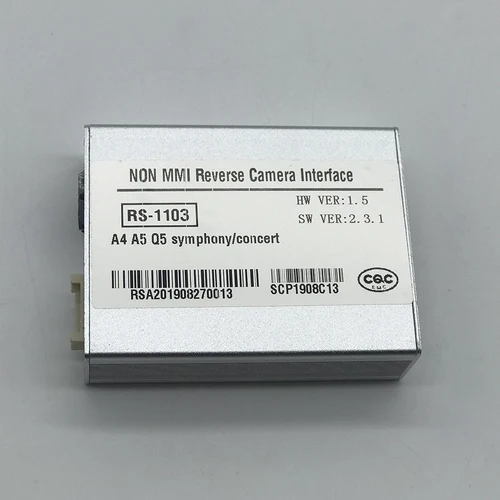 NON MMI Reverse Camera Interface
RS-1103
HW VER:1.5
SW VER:2.3.1
A4 A5 Q5 symphony/concert
RSA201908270013
SCP1908C13
CQC
EMC